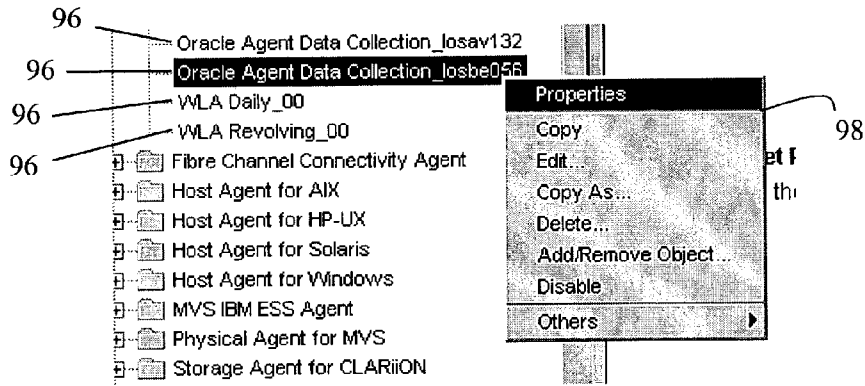 96 Oracle Agent Data Collection_losav132
96 Oracle Agent Data Collection_losbe056
96 WLA Daily_00
96 WLA Revolving_00
Fibre Channel Connectivity Agent
Host Agent for AIX
Host Agent for HP-UX
Host Agent for Solaris
Host Agent for Windows
MVS IBM ESS Agent
Physical Agent for MVS
Storage Agent for CLARiiON
Properties
98
Copy
Edit...
Copy As...
Delete...
Add/Remove Object...
Disable
Others